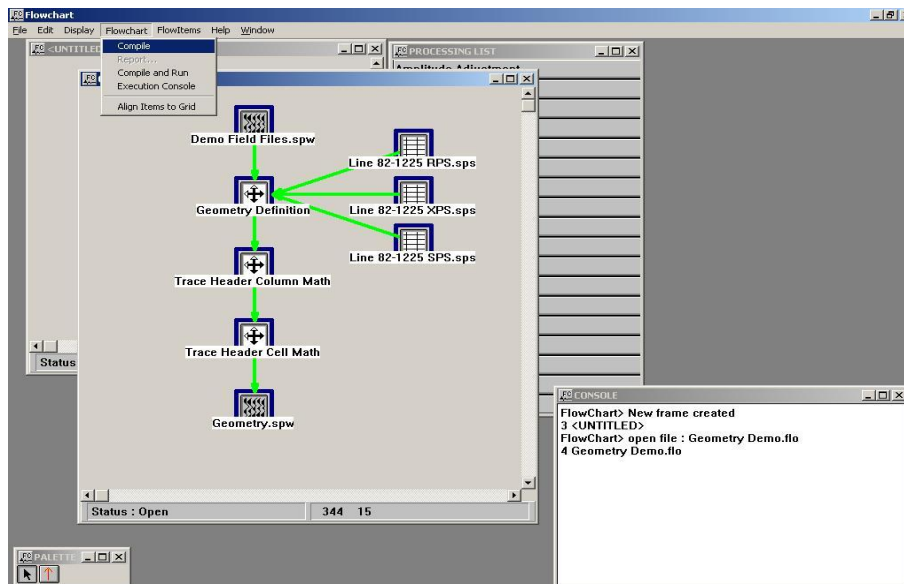 Flowchart
File Edit Display Flowchart FlowItems Help Window
Compile
Report...
Compile and Run
Execution Console
Align Items to Grid
<UNTITLED
PROCESSING LIST
Demo Field Files.spw
Line 82-1225 RPS.sps
Geometry Definition
Line 82-1225 XPS.sps
Line 82-1225 SPS.sps
Trace Header Column Math
Trace Header Cell Math
Geometry.spw
Status
Status : Open 344 15
CONSOLE
FlowChart> New frame created
3 <UNTITLED>
FlowChart> open file : Geometry Demo.flo
4 Geometry Demo.flo
PALETTE